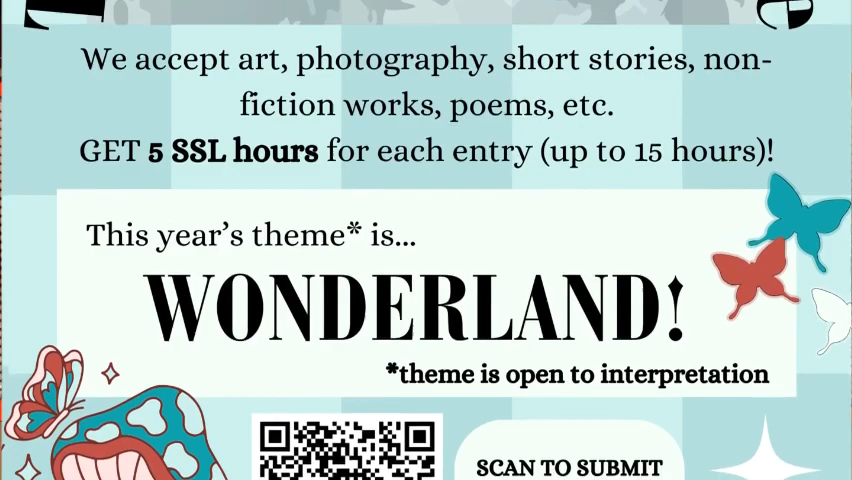 We accept art, photography, short stories, non-
fiction works, poems, etc.
GET 5 SSL hours for each entry (up to 15 hours)!
This year's theme* is...
WONDERLAND!
*theme is open to interpretation
SCAN TO SUBMIT